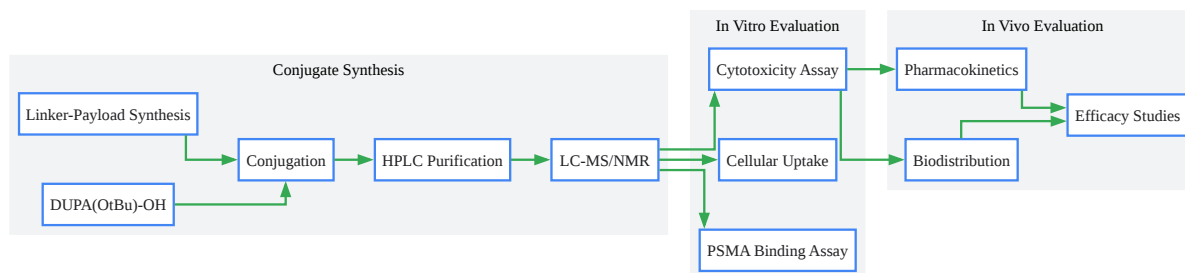 Conjugate Synthesis
Linker-Payload Synthesis
DUPA(OtBu)-OH
Conjugation
HPLC Purification
LC-MS/NMR
In Vitro Evaluation
Cytotoxicity Assay
Cellular Uptake
PSMA Binding Assay
In Vivo Evaluation
Pharmacokinetics
Biodistribution
Efficacy Studies